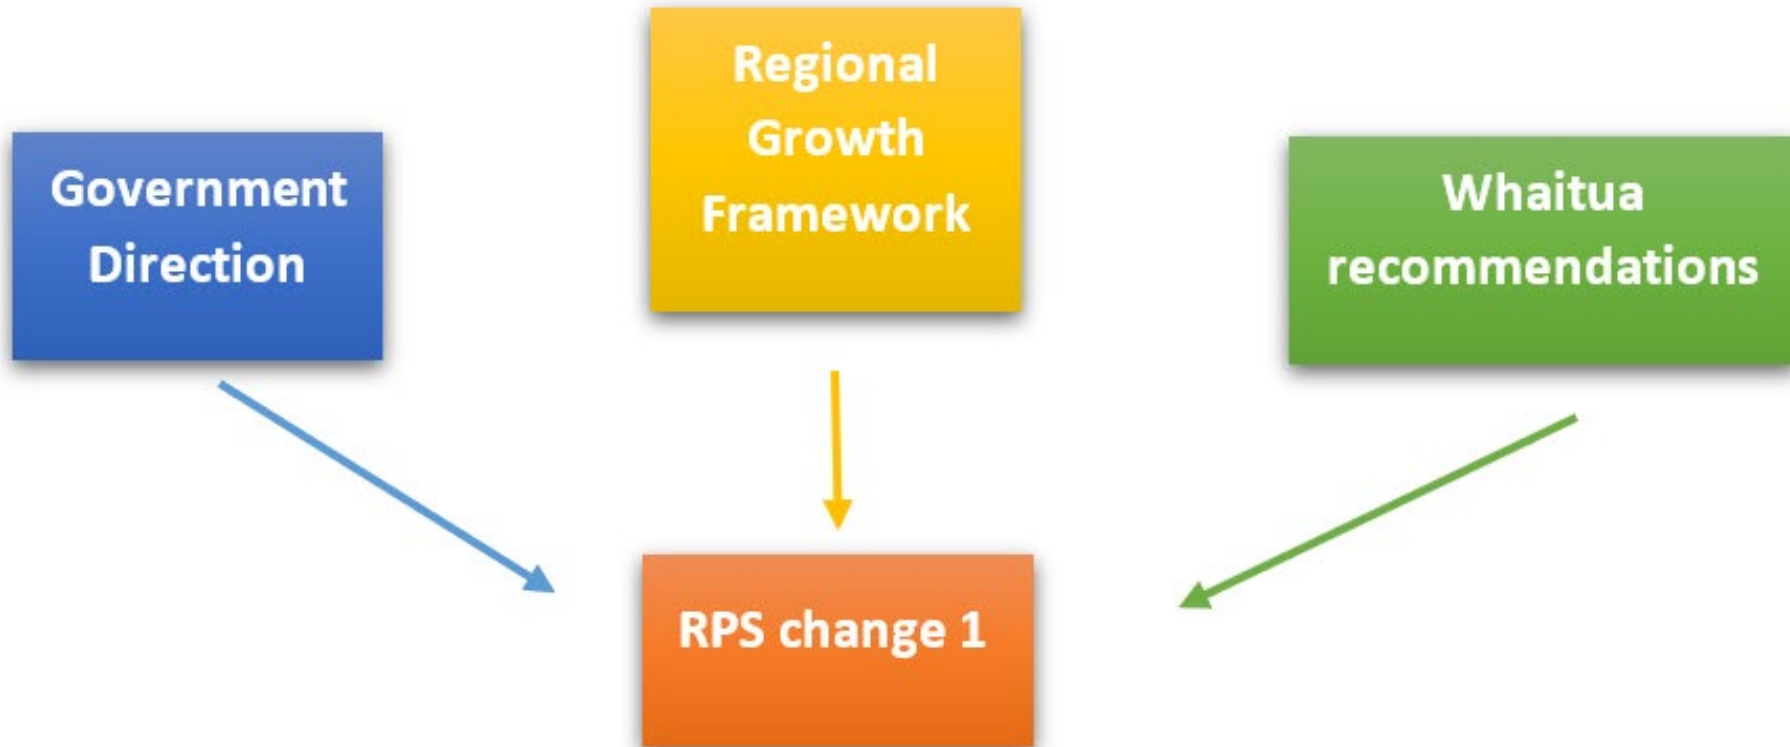 Government
Direction
Regional
Growth
Framework
Whaitua
recommendations
RPS change 1